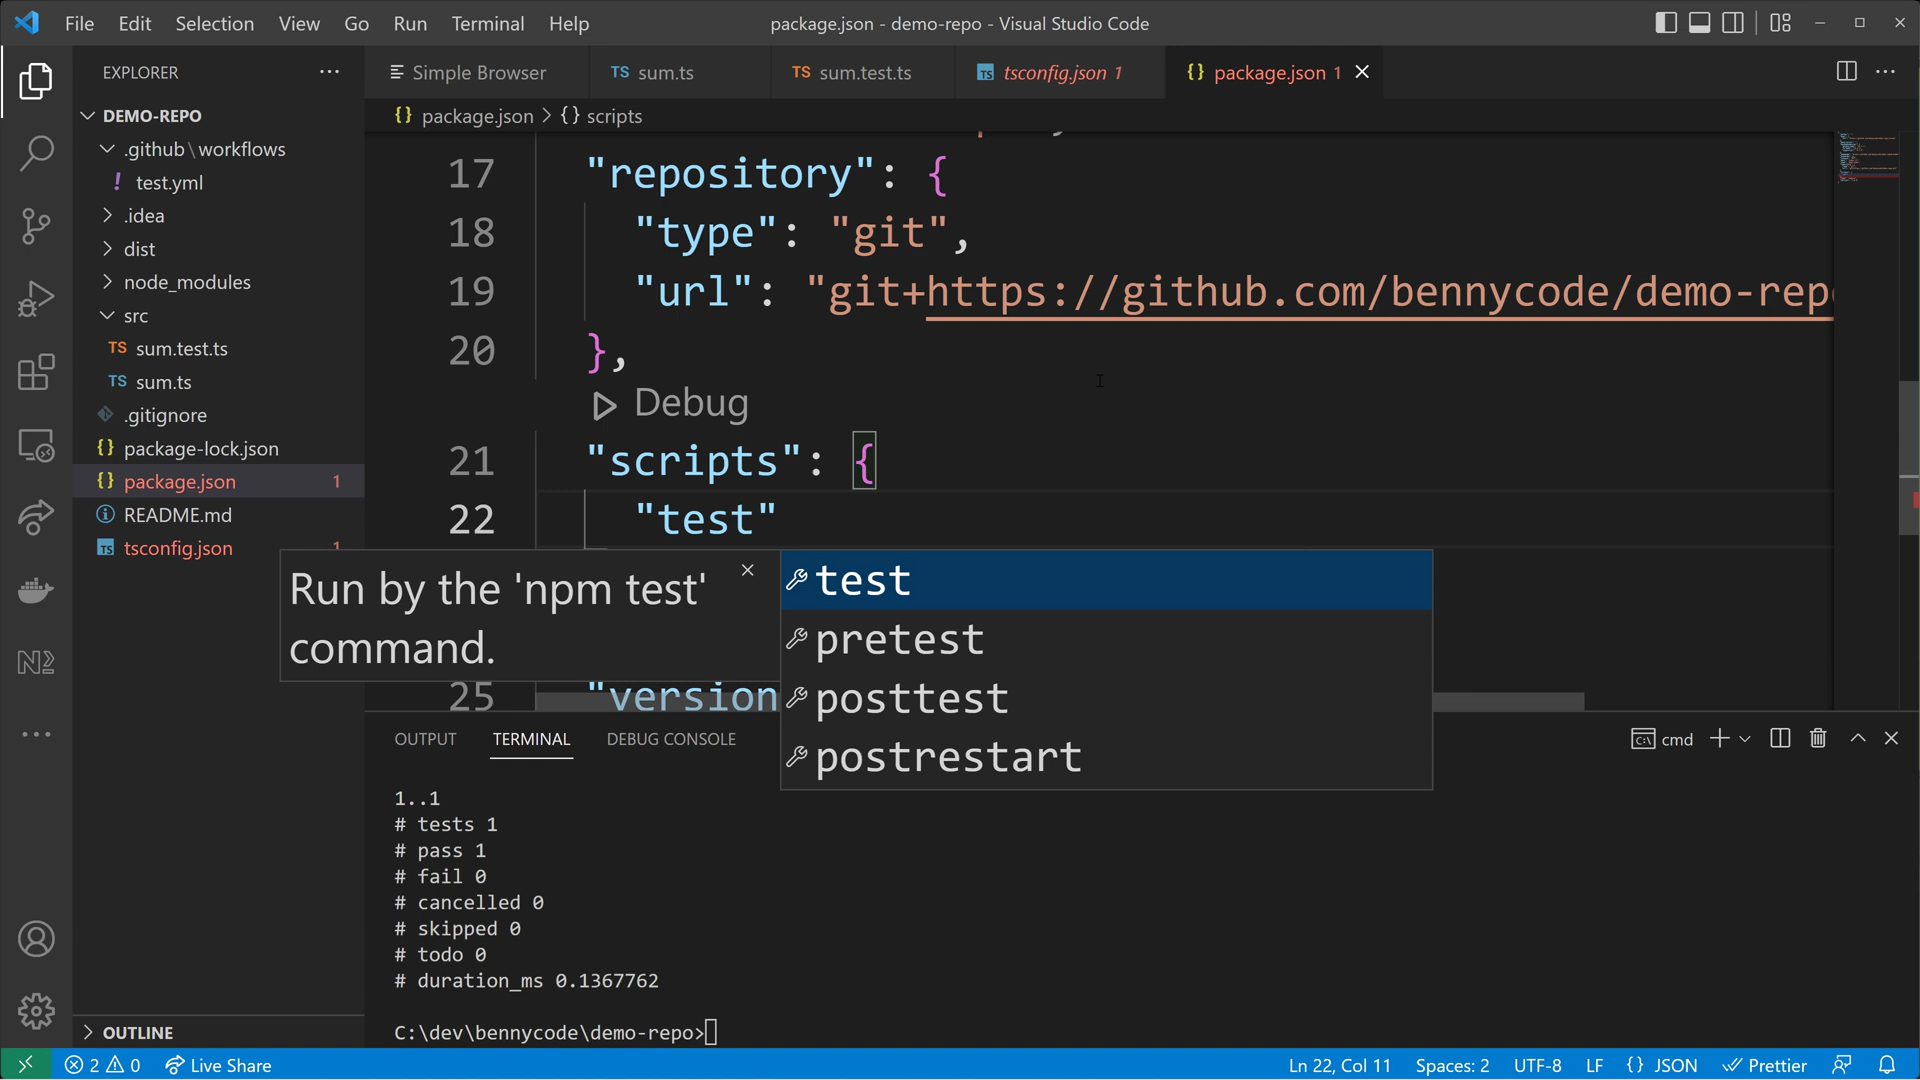 File Edit Selection View Go Run Terminal Help
package.json - demo-repo - Visual Studio Code
EXPLORER
DEMO-REPO
.github\workflows
! test.yml
.idea
dist
node_modules
src
TS sum.test.ts
TS sum.ts
.gitignore
{} package-lock.json
{} package.json 1
README.md
TS tsconfig.json 1
OUTLINE
Simple Browser
TS sum.ts
TS sum.test.ts
TS tsconfig.json 1
{} package.json 1
{} package.json > {} scripts
17 "repository": {
18 "type": "git",
19 "url": "git+https://github.com/bennycode/demo-rep
20 },
Debug
21 "scripts": {
22 "test"
Run by the 'npm test'
command.
test
pretest
posttest
postrestart
25 "version
OUTPUT TERMINAL DEBUG CONSOLE
cmd
1..1
# tests 1
# pass 1
# fail 0
# cancelled 0
# skipped 0
# todo 0
# duration_ms 0.1367762
C:\dev\bennycode\demo-repo>
2 0 Live Share
Ln 22, Col 11 Spaces: 2 UTF-8 LF {} JSON Prettier